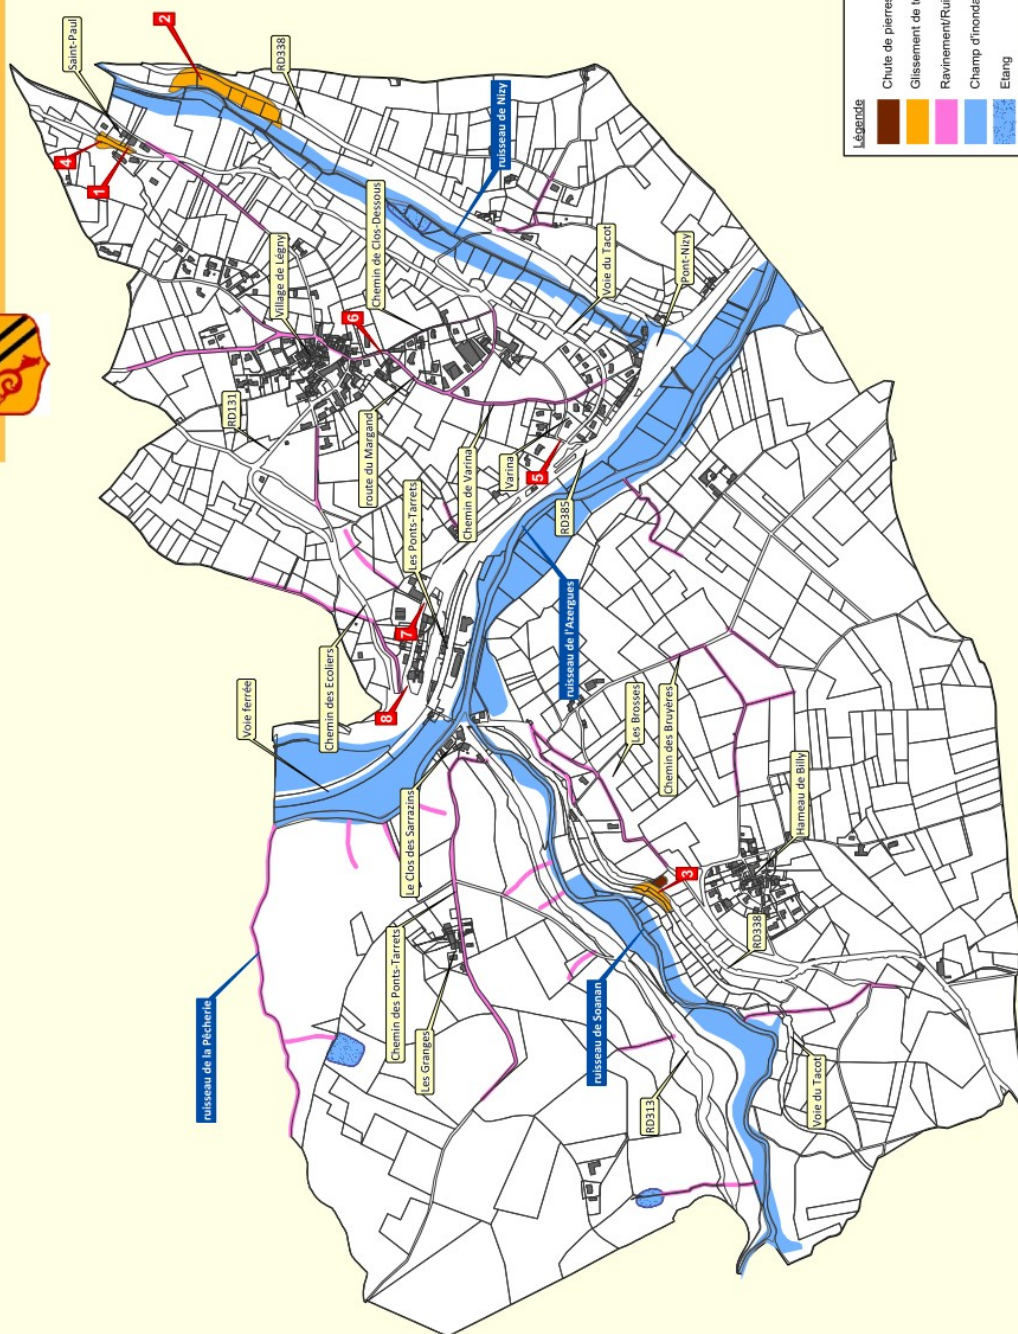 Saint-Paul
2
RD338
4
1
ruisseau de Nizy
Chemin de Clos-Dessous
Village de Légny
6
Voie du Tacot
Pont-Nizy
RD131
route du Margand
Chemin de Varina
Varina
5
RD385
Les Ponts-Tarrets
7
8
ruisseau de l'Azergues
Chemin des Ecoliers
Voie ferrée
Les Brosses
Chemin des Bruyères
Hameau de Billy
Le Clos des Sarrazins
3
RD338
Chemin des Ponts-Tarrets
Les Granges
ruisseau de la Pêcherie
ruisseau de Soanan
RD313
Voie du Tacot
Légende
Chute de pierres
Glissement de
Ravinement/
Champ
Etang